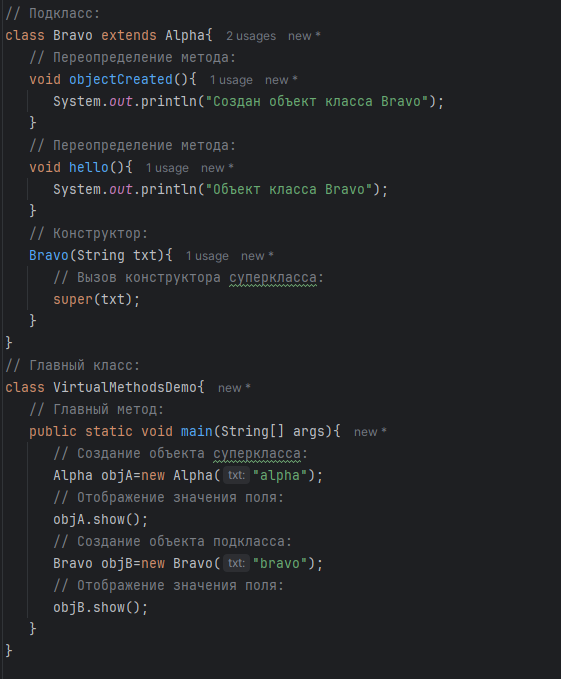 // Подкласс:
class Bravo extends Alpha{ 2 usages new *
// Переопределение метода:
void objectCreated(){ 1 usage new *
System.out.println("Создан объект класса Bravo");
}
// Переопределение метода:
void hello(){ 1 usage new *
System.out.println("Объект класса Bravo");
}
// Конструктор:
Bravo(String txt){ 1 usage new *
// Вызов конструктора суперкласса:
super(txt);
}
}
// Главный класс:
class VirtualMethodsDemo{ new *
// Главный метод:
public static void main(String[] args){ new *
// Создание объекта суперкласса:
Alpha objA=new Alpha( txt: "alpha");
// Отображение значения поля:
objA.show();
// Создание объекта подкласса:
Bravo objB=new Bravo( txt: "bravo");
// Отображение значения поля:
objB.show();
}
}